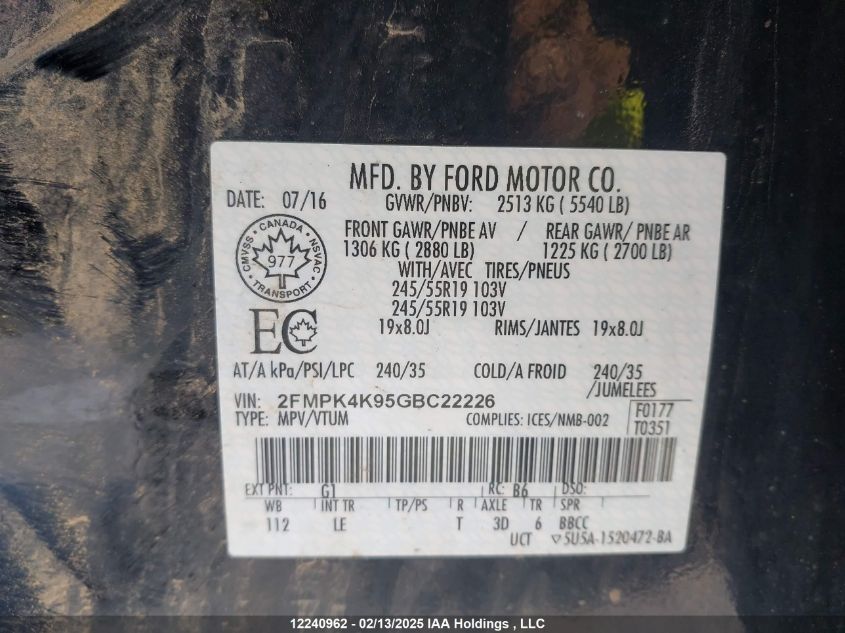 MFD. BY FORD MOTOR CO.
DATE: 07/16 GVWR/PNBV: 2513 KG ( 5540 LB)
FRONT GAWR/PNBE AV / REAR GAWR/ PNBE AR
1306 KG ( 2880 LB) 1225 KG ( 2700 LB)
WITH/AVEC TIRES/PNEUS
245/55R19 103V
245/55R19 103V
19x8.0J RIMS/JANTES 19x8.0J
CMVSS • CANADA • NSVAC • TRANSPORT •
977
EC
AT/A kPa/PSI/LPC 240/35 COLD/A FROID 240/35
/JUMELEES
VIN: 2FMPK4K95GBC22226
TYPE: MPV/VTUM COMPLIES: ICES/NMB-002
F0177
T0351
EXT PNT: G1 RC: B6 DSO:
WB INT TR TP/PS R AXLE TR SPR
112 LE T 3D 6 BBCC
UCT ▽5U5A-1520472-BA
12240962 - 02/13/2025 IAA Holdings , LLC